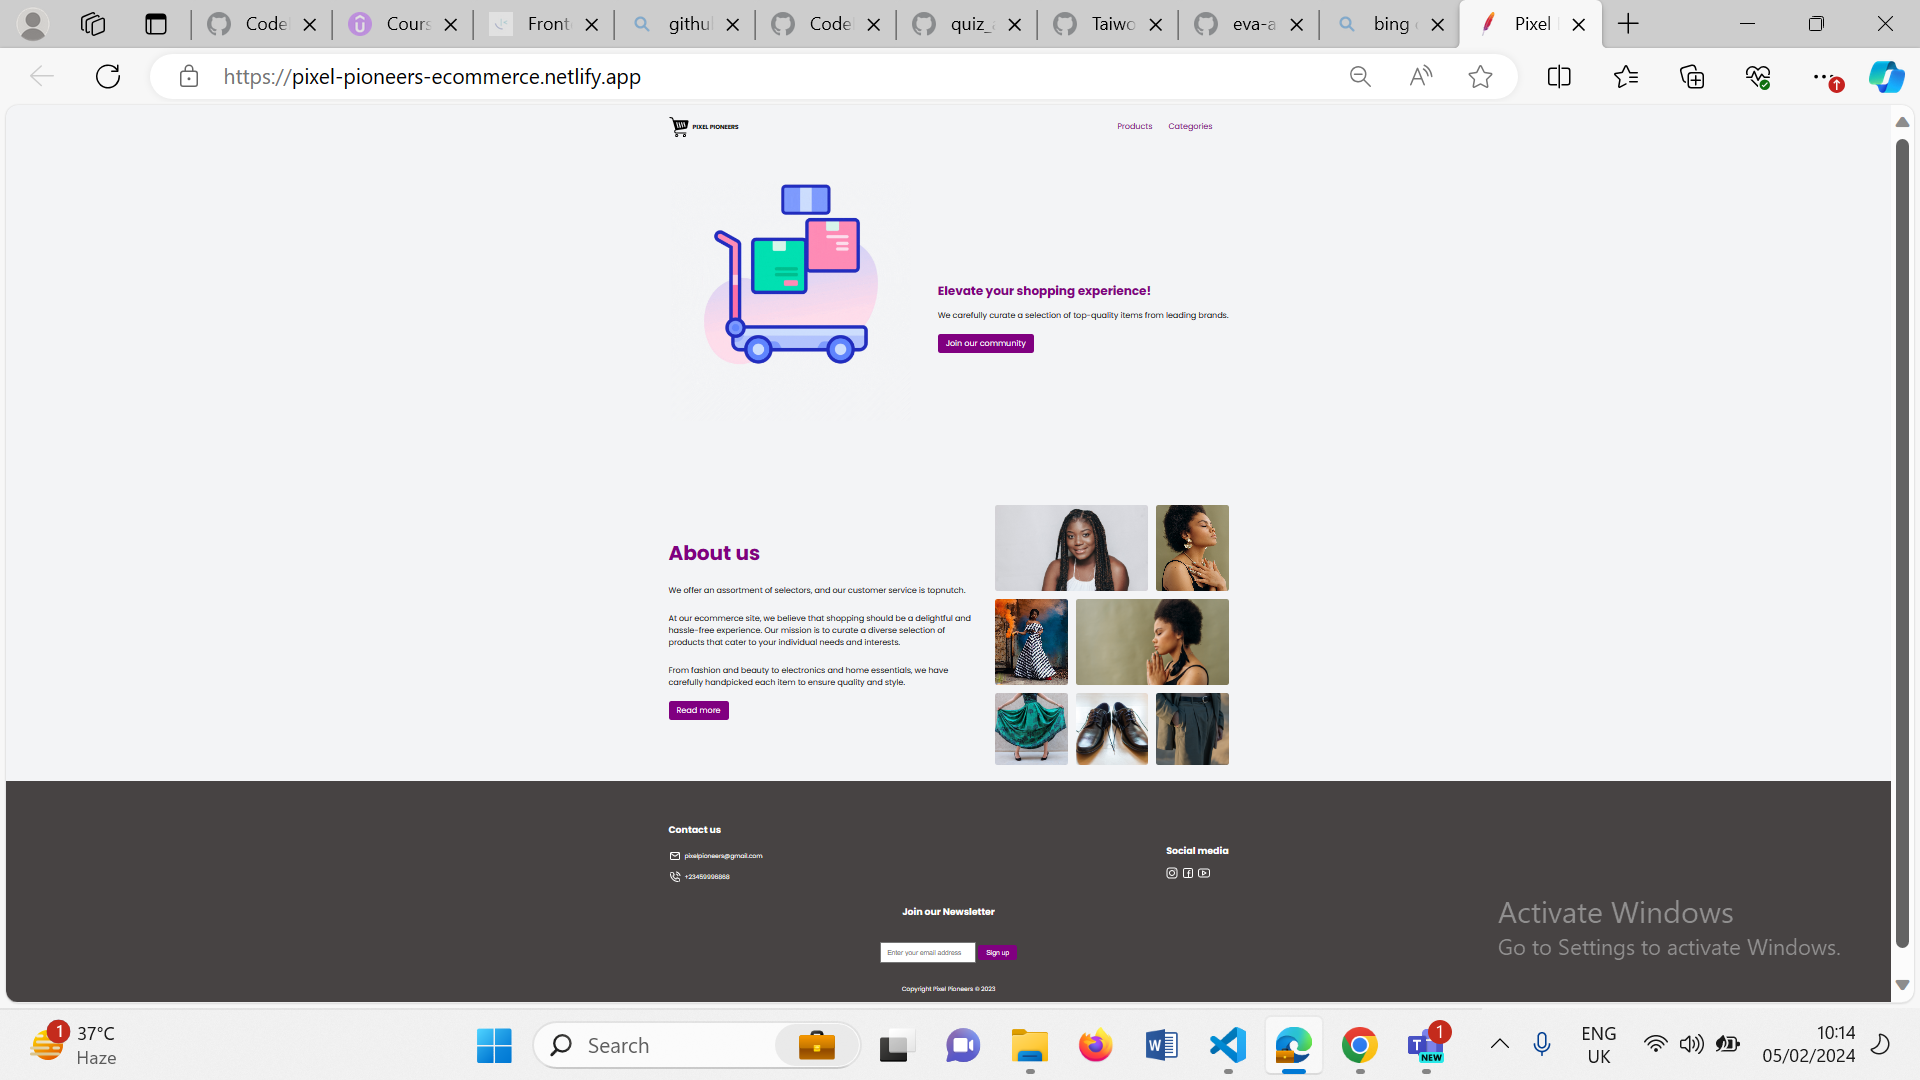 Code
Cours
Fronte
githu
Code
quiz_
Taiwo
eva-a
bing
Pixel
https://pixel-pioneers-ecommerce.netlify.app
PIXEL PIONEERS
Products Categories
Elevate your shopping experience!
We carefully curate a selection of top-quality items from leading brands.
Join our community
About us
We offer an assortment of selectors, and our customer service is topnutch.
At our ecommerce site, we believe that shopping should be a delightful and
hassle-free experience. Our mission is to curate a diverse selection of
products that cater to your individual needs and interests.
From fashion and beauty to electronics and home essentials, we have
carefully handpicked each item to ensure quality and style.
Read more
Contact us
pixelpioneers@gmail.com
+23459996868
Social media
Join our Newsletter
Enter your email address Sign up
Copyright Pixel Pioneers © 2023
Activate Windows
Go to Settings to activate Windows.
1
37°C
Haze
Search
W
1
NEW
ENG
UK
10:14
05/02/2024